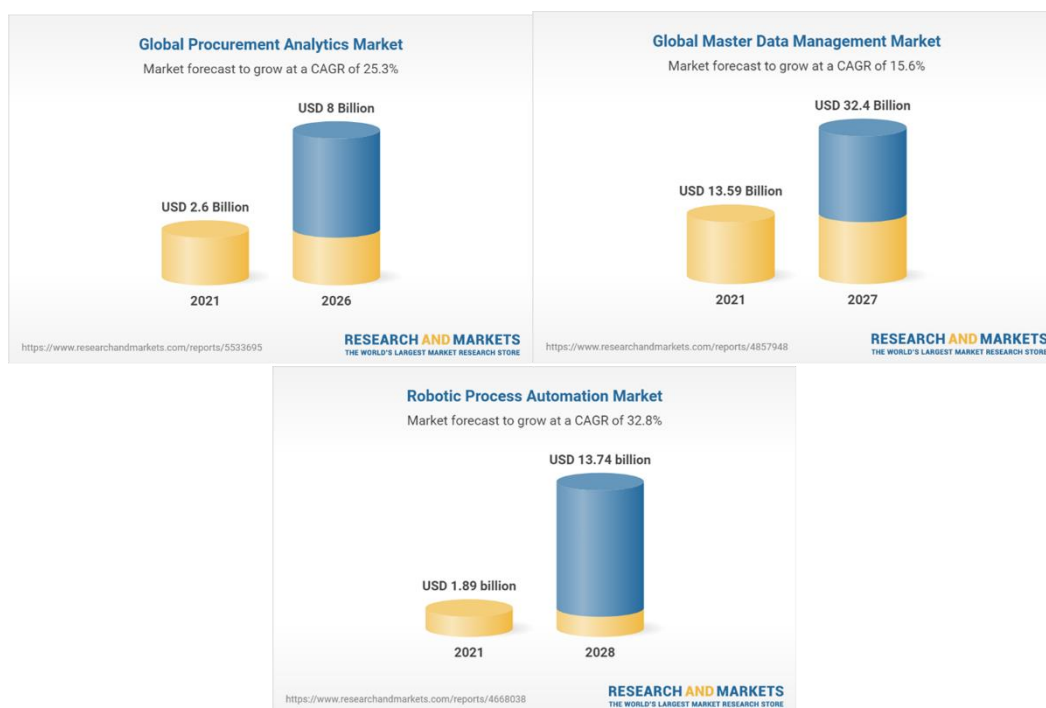 Global Procurement Analytics Market
Market forecast to grow at a CAGR of 25.3%
USD 8 Billion
USD 2.6 Billion
2021
2026
https://www.researchandmarkets.com/reports/5533695
RESEARCH AND MARKETS
THE WORLD'S LARGEST MARKET RESEARCH STORE
Global Master Data Management Market
Market forecast to grow at a CAGR of 15.6%
USD 32.4 Billion
USD 13.59 Billion
2021
2027
https://www.researchandmarkets.com/reports/4857948
RESEARCH AND MARKETS
THE WORLD'S LARGEST MARKET RESEARCH STORE
Robotic Process Automation Market
Market forecast to grow at a CAGR of 32.8%
USD 13.74 billion
USD 1.89 billion
2021
2028
https://www.researchandmarkets.com/reports/4668038
RESEARCH AND MARKETS
THE WORLD'S LARGEST MARKET RESEARCH STORE